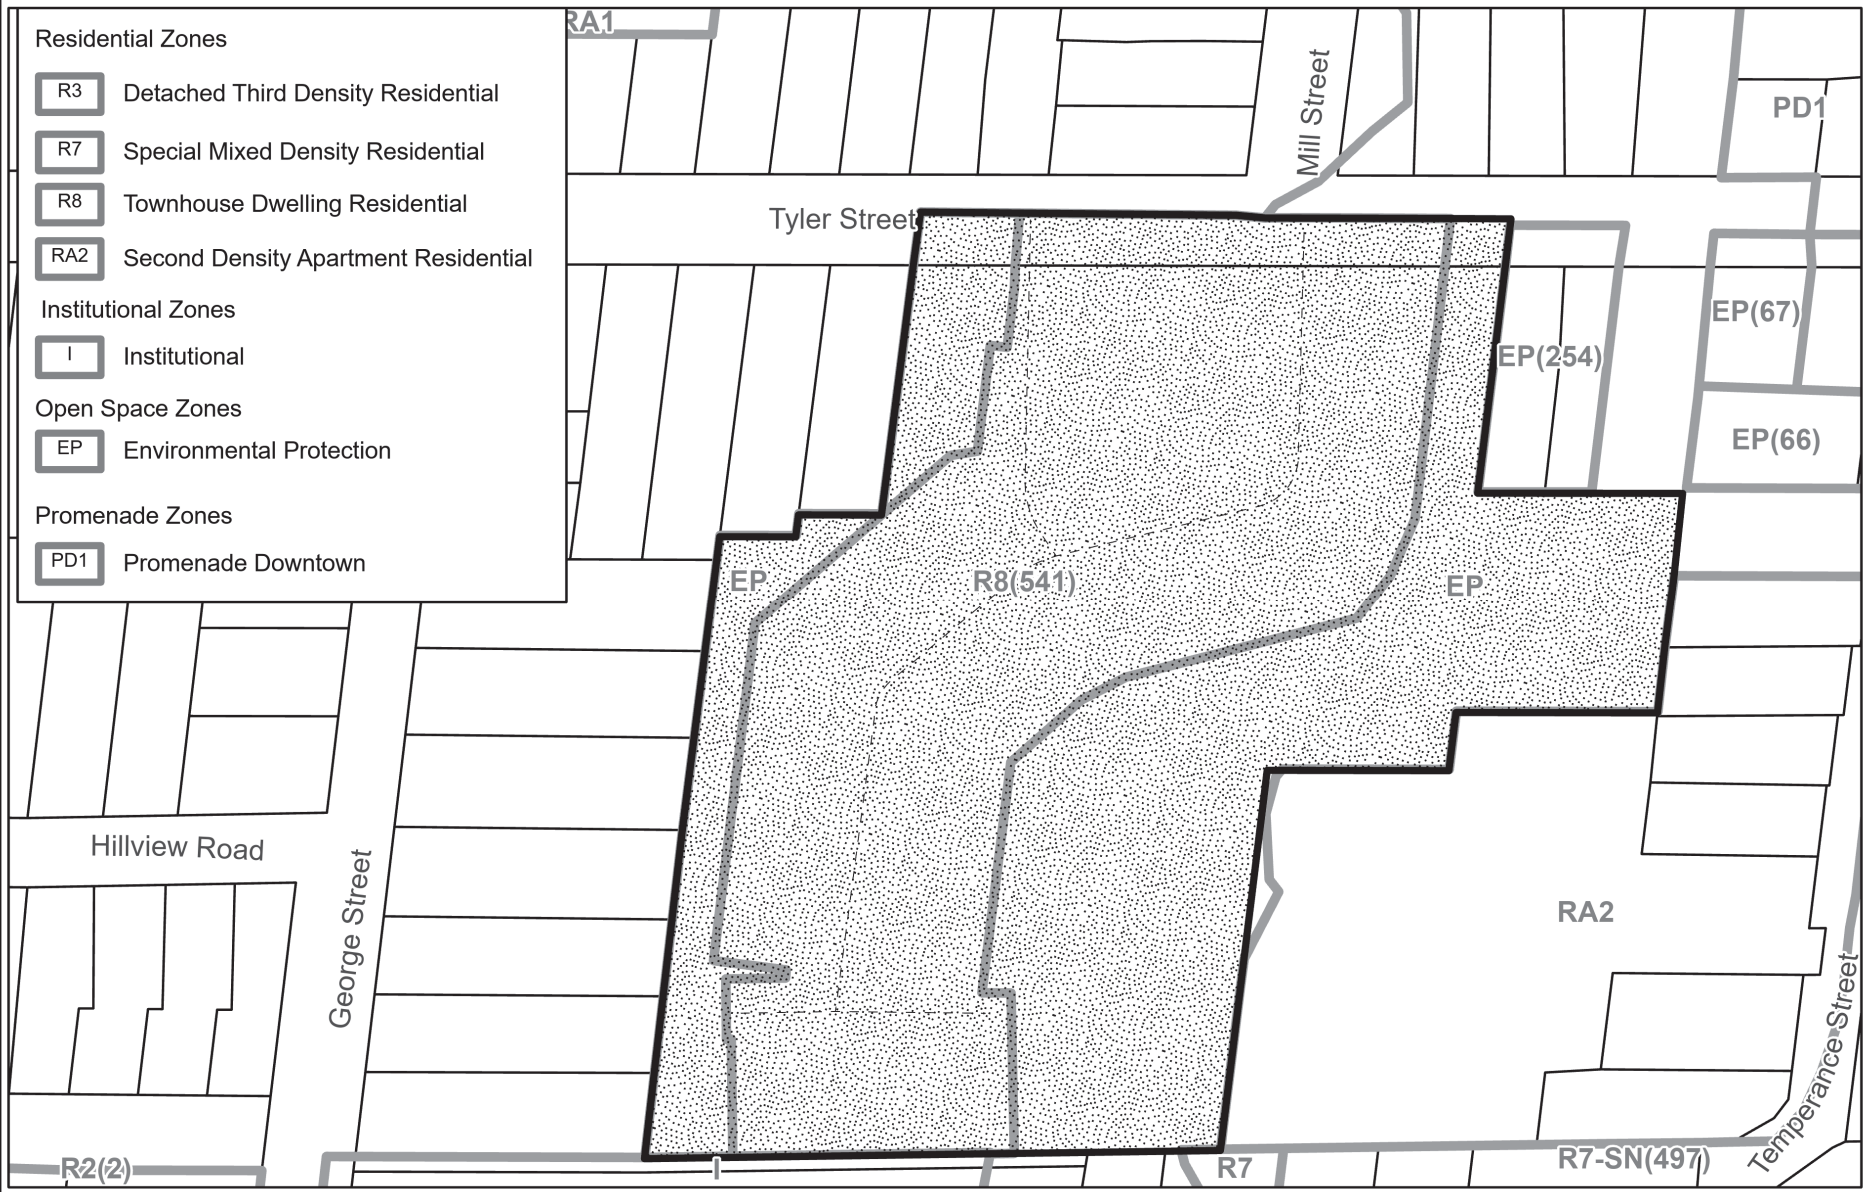 Residential Zones
R3 Detached Third Density Residential
R7 Special Mixed Density Residential
R8 Townhouse Dwelling Residential
RA2 Second Density Apartment Residential
Institutional Zones
I Institutional
Open Space Zones
EP Environmental Protection
Promenade Zones
PD1 Promenade Downtown
RA1
Mill Street
PD1
Tyler Street
EP(67)
EP(254)
EP(66)
EP
R8(541)
EP
Hillview Road
George Street
RA2
Temperance Street
R2(2)
I
R7
R7-SN(497)